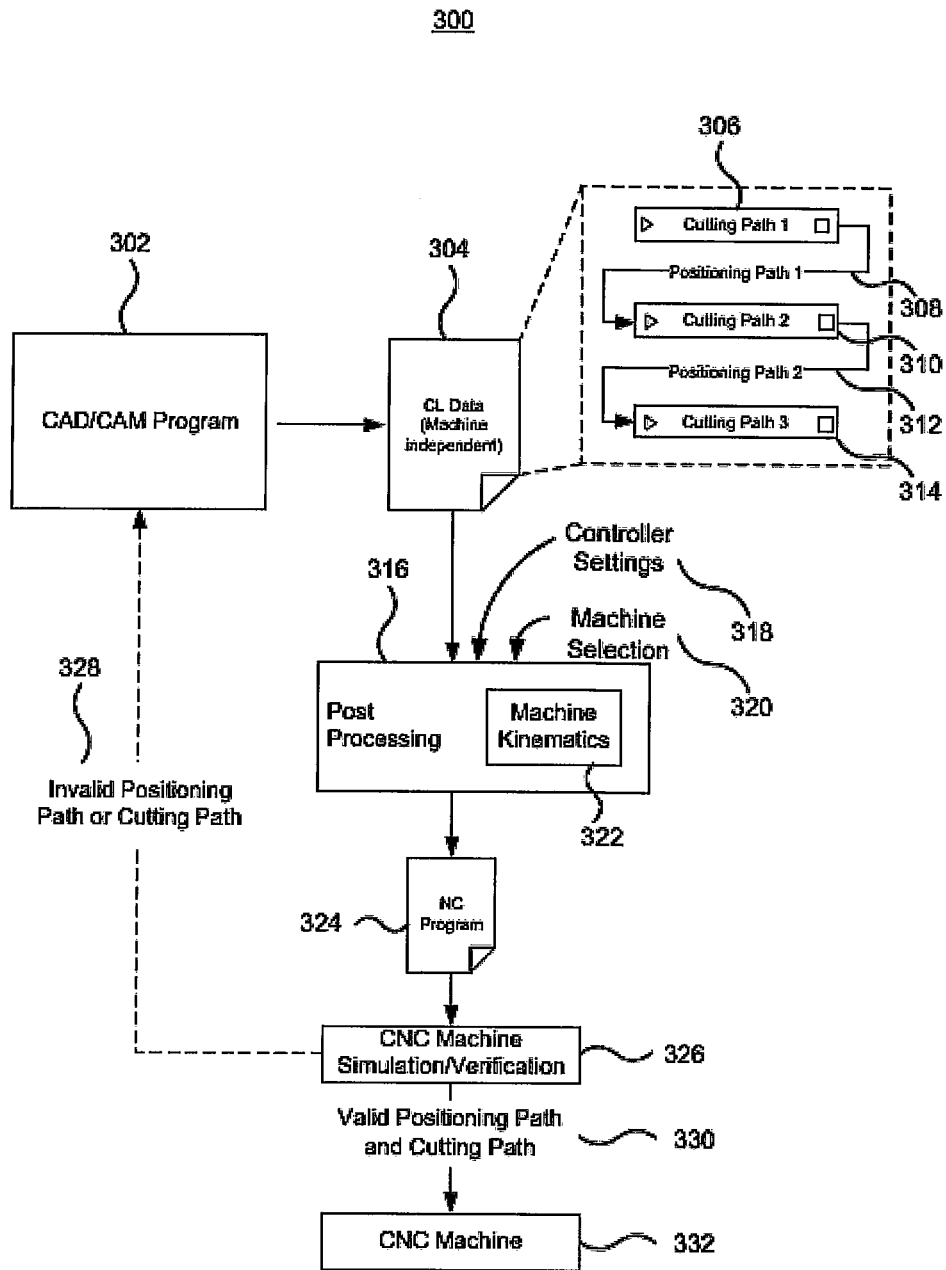 300
306
302
304
Cutting Path 1
Positioning Path 1
308
Cutting Path 2
310
CAD/CAM Program
CL Data
(Machine
independent)
Positioning Path 2
312
Cutting Path 3
314
Controller
Settings
316
318
Machine
Selection
320
328
Post
Processing
Machine
Kinematics
Invalid Positioning
Path or Cutting Path
322
NC
Program
324
CNC Machine
Simulation/Verification
326
Valid Positioning Path
and Cutting Path
330
CNC Machine
332